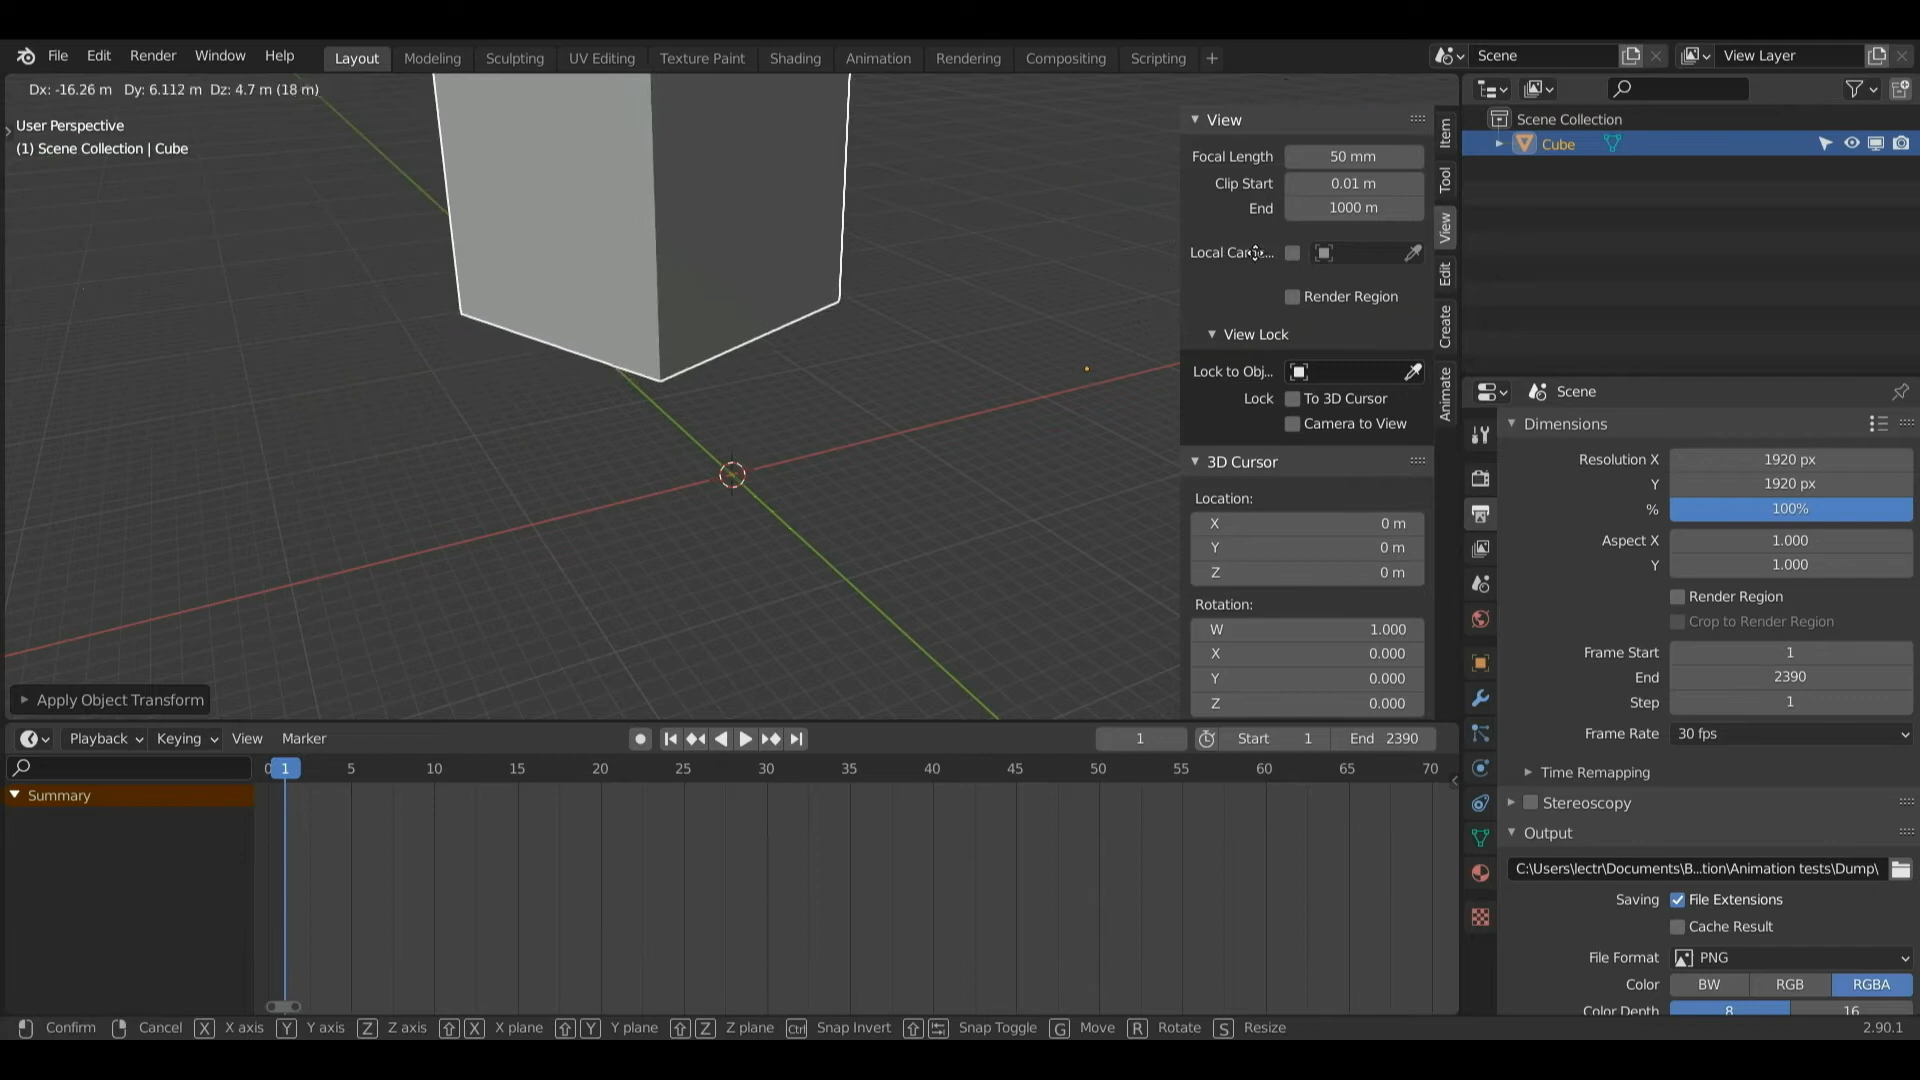 File Edit Render Window Help Layout Modeling Sculpting UV Editing Texture Paint Shading Animation Rendering Compositing Scripting + Scene View Layer
Dx: -16.26 m Dy: 6.112 m Dz: 4.7 m (18 m)
User Perspective
(1) Scene Collection | Cube
View
Focal Length 50 mm
Clip Start 0.01 m
End 1000 m
Render Region
View Lock
Lock to Obj...
Lock To 3D Cursor
Camera to View
3D Cursor
Location:
X 0 m
Y 0 m
Z 0 m
Rotation:
W 1.000
X 0.000
Y 0.000
Z 0.000
Item
Tool
View
Edit
Create
Animate
Apply Object Transform
Scene Collection
Cube
Scene
Dimensions
Resolution X 1920 px
Y 1920 px
% 100%
Aspect X 1.000
Y 1.000
Render Region
Crop to Render Region
Frame Start 1
End 2390
Step 1
Frame Rate 30 fps
Time Remapping
Stereoscopy
Output
C:\Users\lectr\Documents\B...tion\Animation tests\Dump\
Saving File Extensions
Cache Result
File Format PNG
Color BW RGB RGBA
Color Depth 8 16
Playback Keying View Marker 1 Start 1 End 2390
0 1 5 10 15 20 25 30 35 40 45 50 55 60 65 70
Summary
Confirm Cancel X X axis Y Y axis Z Z axis X X plane Y Y plane Z Z plane Ctrl Snap Invert Snap Toggle G Move R Rotate S Resize 2.90.1